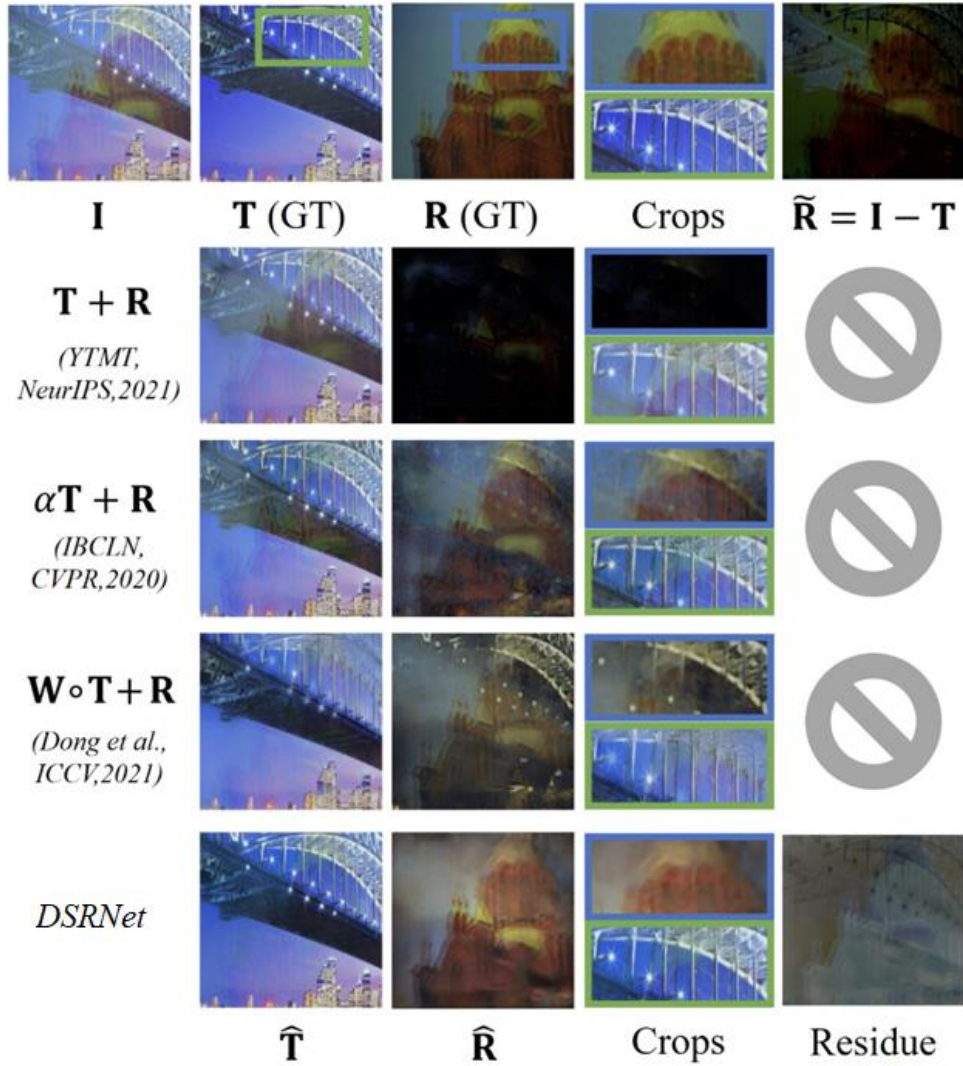 I T (GT) R (GT) Crops R̃ = I − T
T + R
(YTMT,
NeurIPS,2021)
αT + R
(IBCLN,
CVPR,2020)
W∘T + R
(Dong et al.,
ICCV,2021)
DSRNet
T̂ R̂ Crops Residue